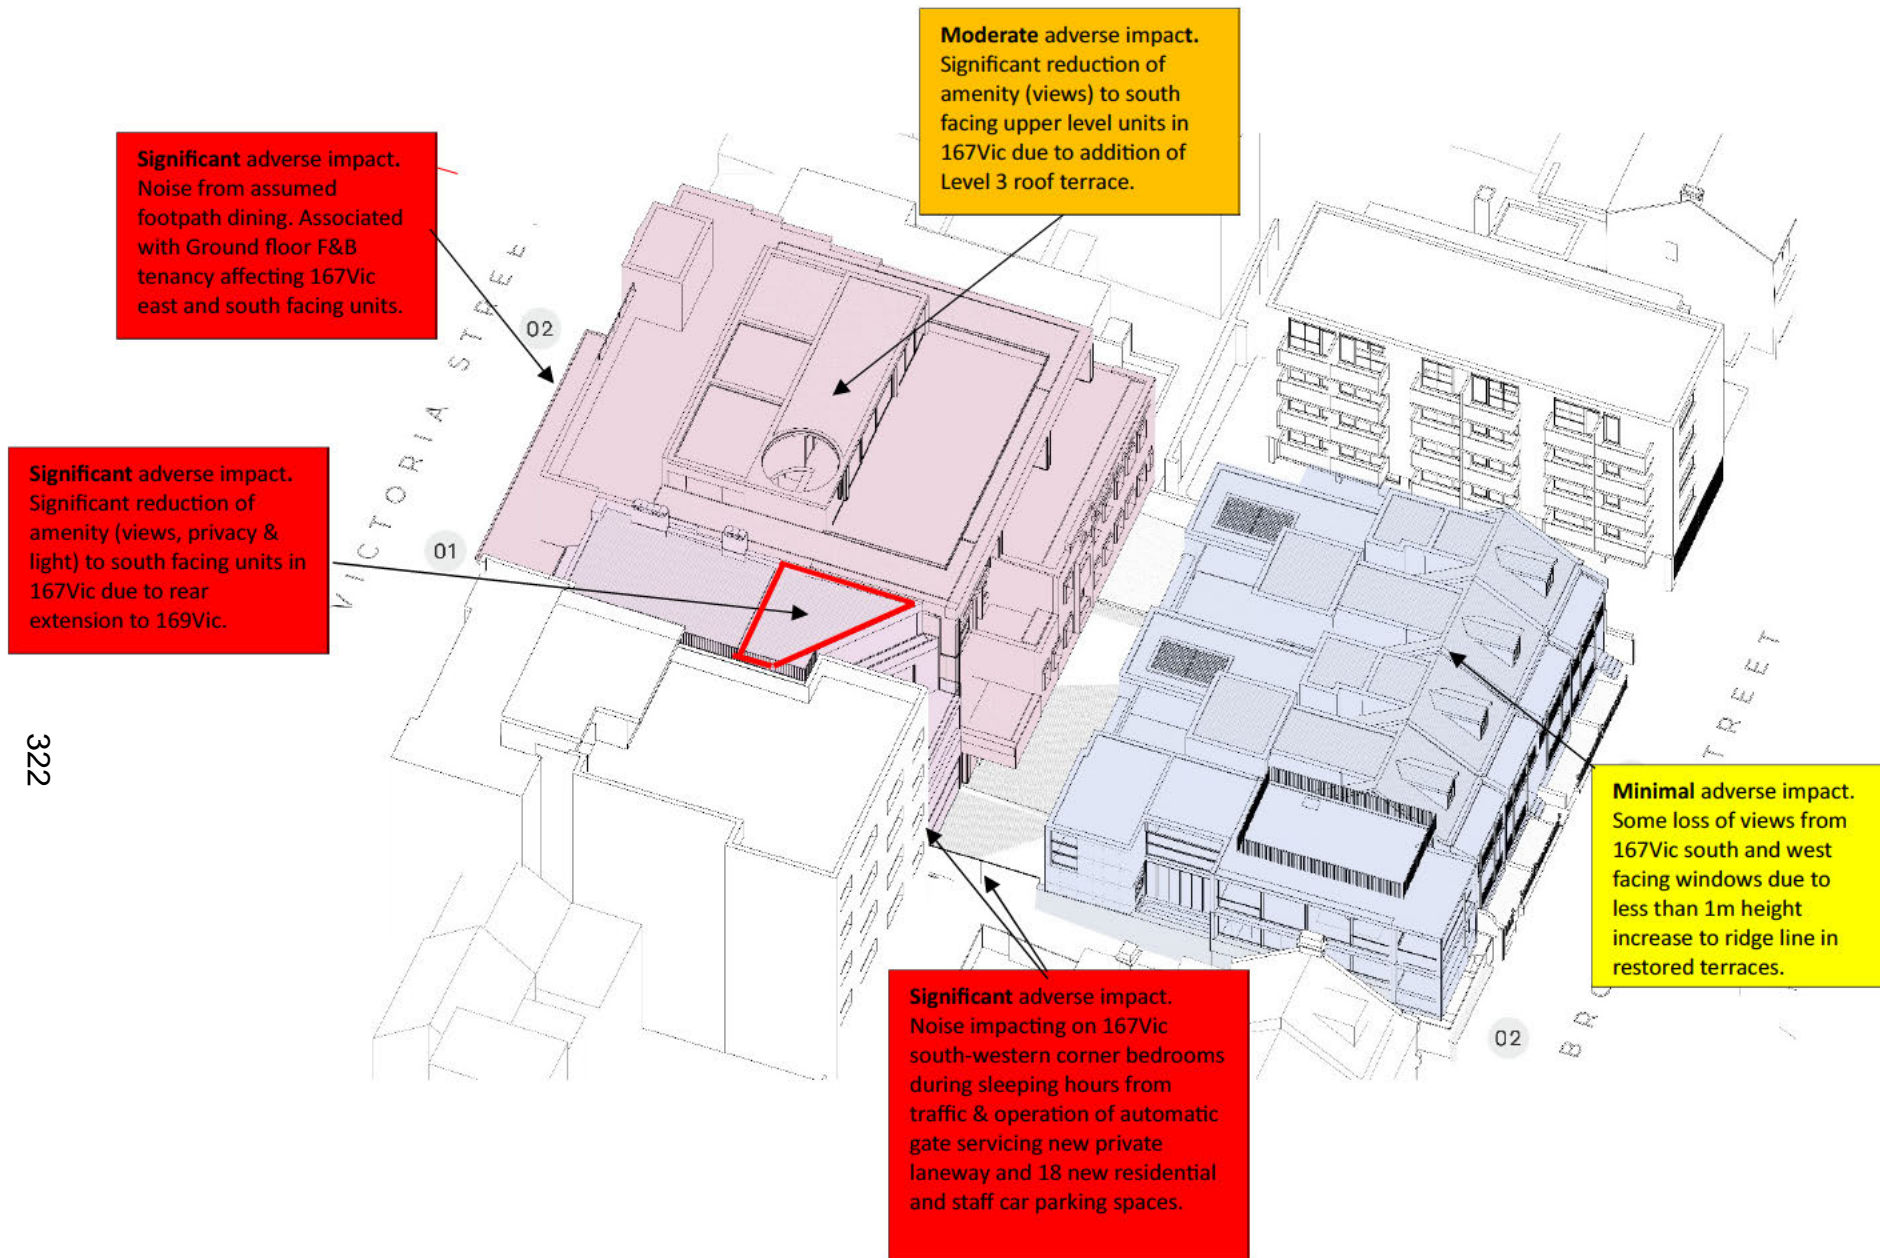 Moderate adverse impact.
Significant reduction of
amenity (views) to south
facing upper level units in
167Vic due to addition of
Level 3 roof terrace.
Significant adverse impact.
Noise from assumed
footpath dining. Associated
with Ground floor F&B
tenancy affecting 167Vic
east and south facing units.
02
VICTORIA STREET
Significant adverse impact.
Significant reduction of
amenity (views, privacy &
light) to south facing units in
167Vic due to rear
extension to 169Vic.
01
322
TREET
Minimal adverse impact.
Some loss of views from
167Vic south and west
facing windows due to
less than 1m height
increase to ridge line in
restored terraces.
BRO
02
Significant adverse impact.
Noise impacting on 167Vic
south-western corner bedrooms
during sleeping hours from
traffic & operation of automatic
gate servicing new private
laneway and 18 new residential
and staff car parking spaces.